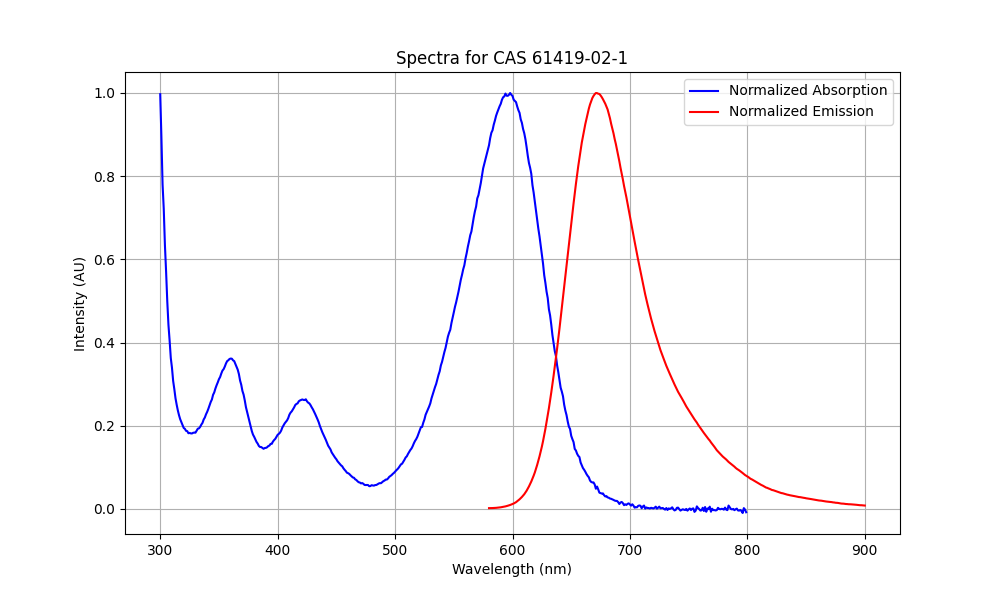 Spectra for CAS 61419-02-1
Normalized Absorption
Normalized Emission
Intensity (AU)
1.0
0.8
0.6
0.4
0.2
0.0
300 400 500 600 700 800 900
Wavelength (nm)